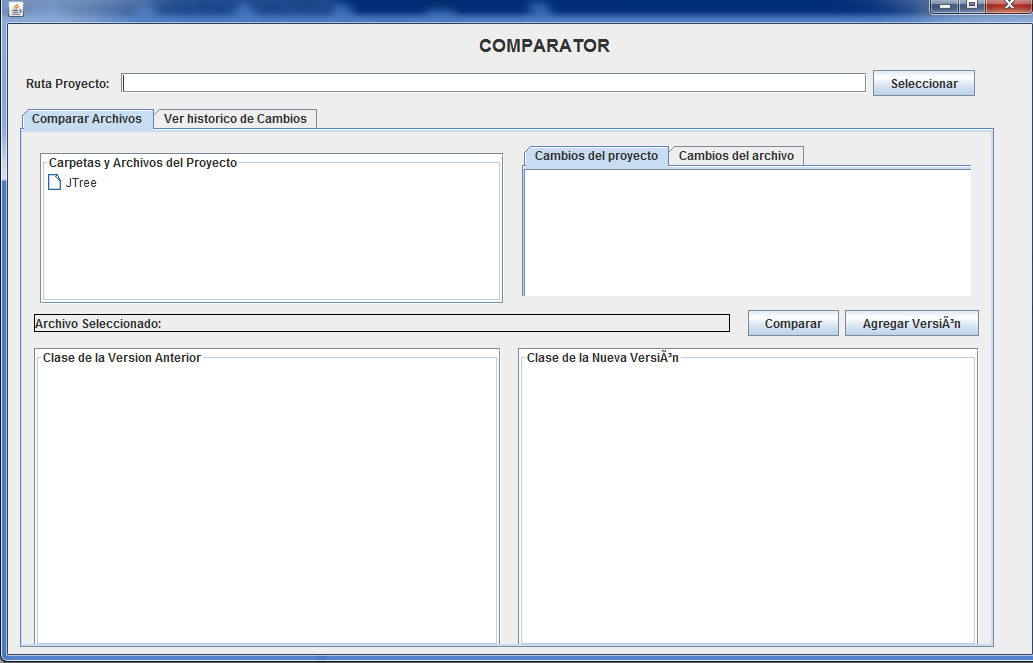 COMPARATOR
Ruta Proyecto:
Seleccionar
Comparar Archivos
Ver historico de Cambios
Carpetas y Archivos del Proyecto
JTree
Cambios del proyecto
Cambios del archivo
Archivo Seleccionado:
Comparar
Agregar VersiÃ³n
Clase de la Version Anterior
Clase de la Nueva VersiÃ³n